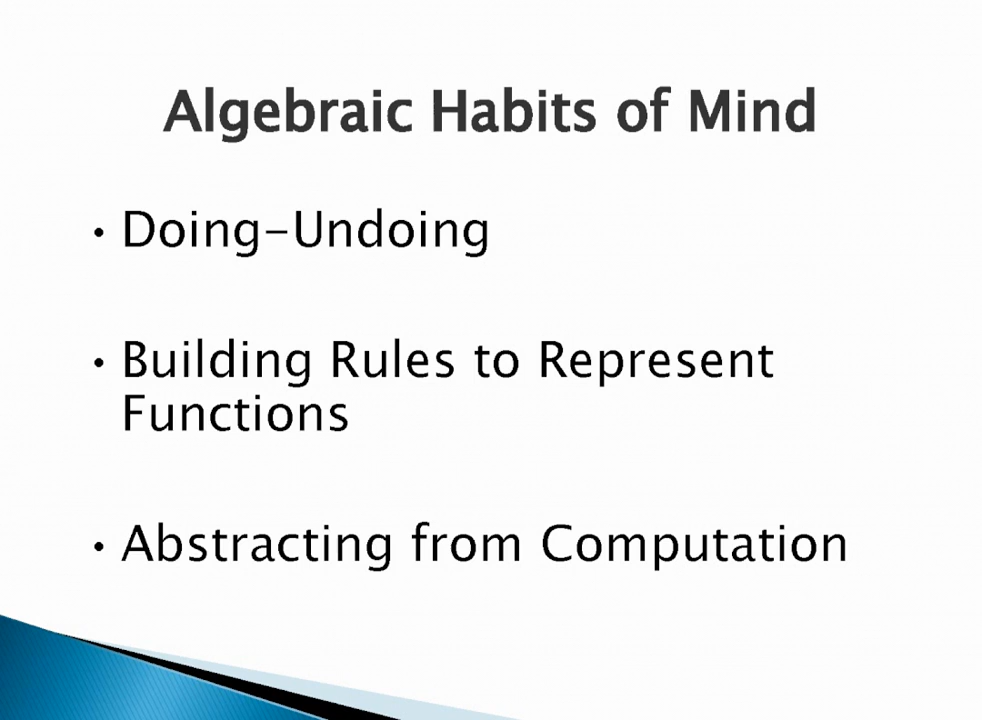 Algebraic Habits of Mind
• Doing-Undoing
• Building Rules to Represent
Functions
• Abstracting from Computation